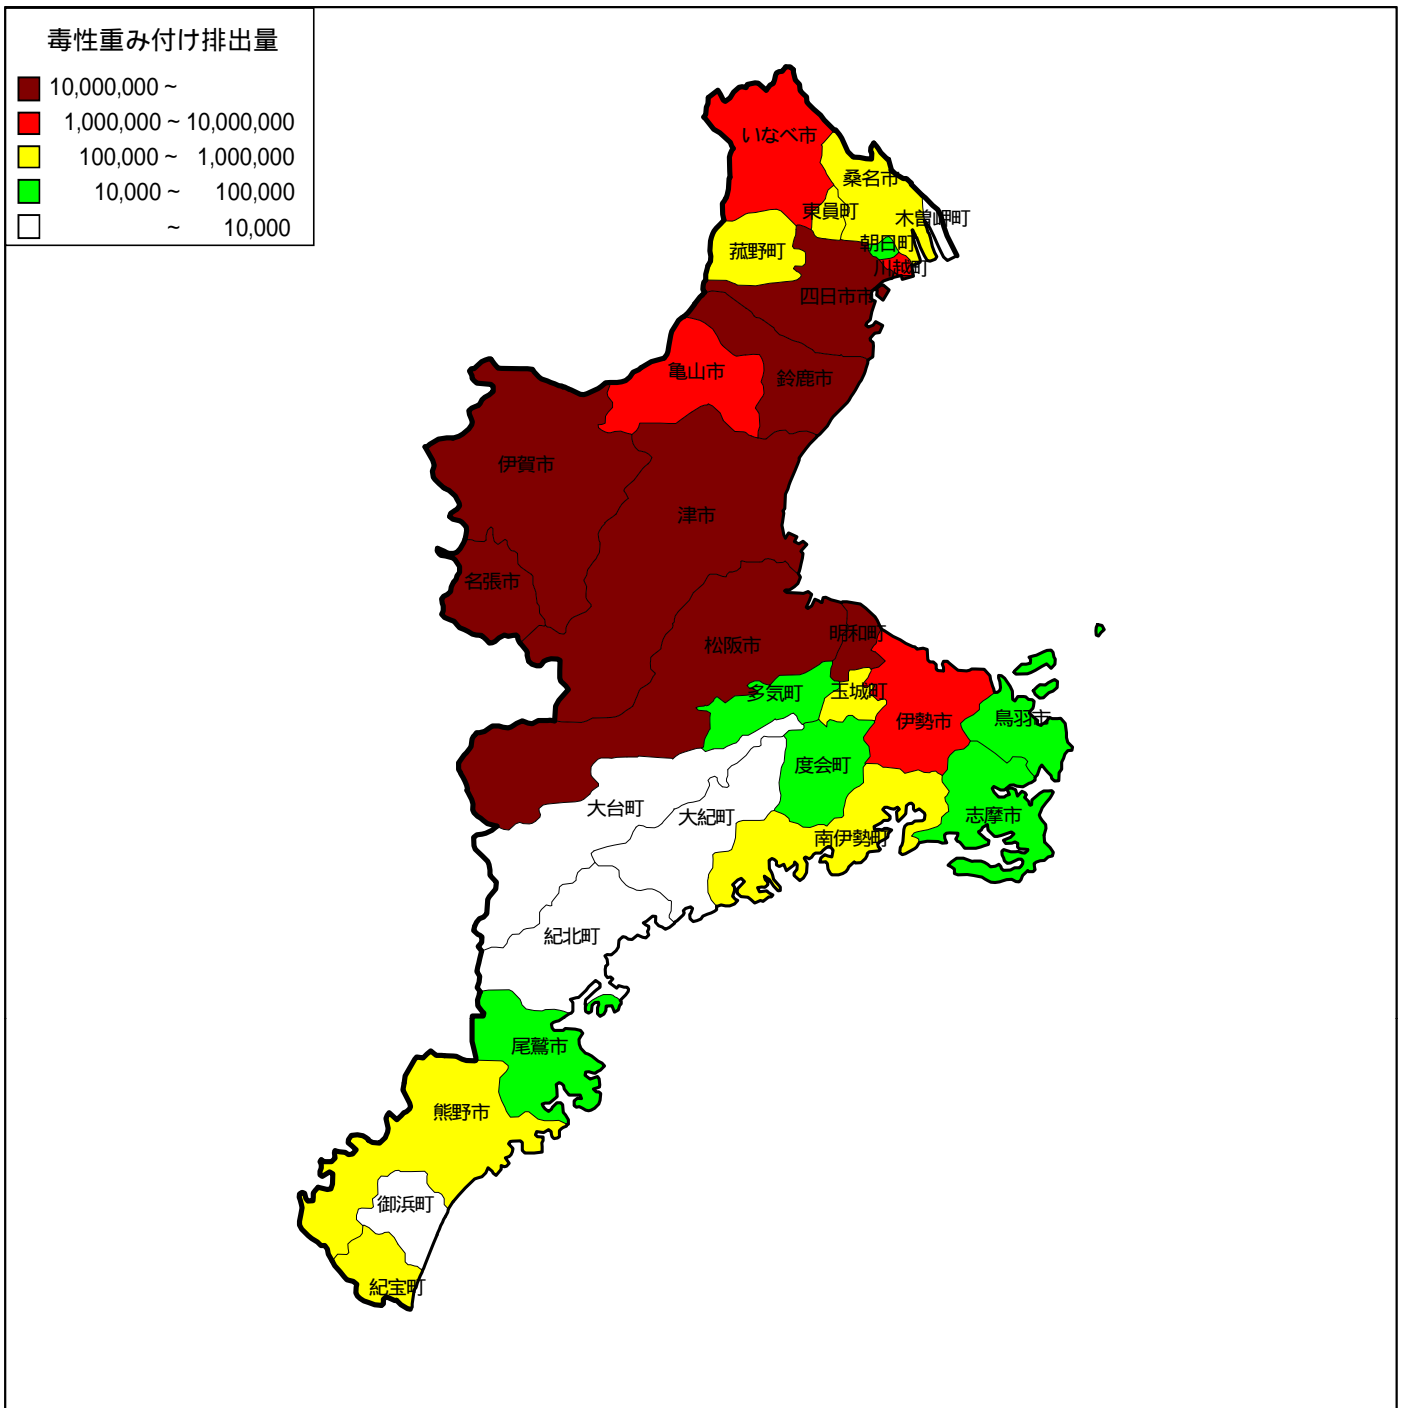 毒性重み付け排出量
10,000,000 ~
1,000,000 ~ 10,000,000
100,000 ~ 1,000,000
10,000 ~ 100,000
~ 10,000
いなべ市
桑名市
東員町
木曽岬町
朝日町
菰野町
川越町
四日市市
亀山市
鈴鹿市
伊賀市
津市
名張市
明和町
松阪市
多気町
玉城町
鳥羽市
伊勢市
度会町
大台町
大紀町
志摩市
南伊勢町
紀北町
尾鷲市
熊野市
御浜町
紀宝町